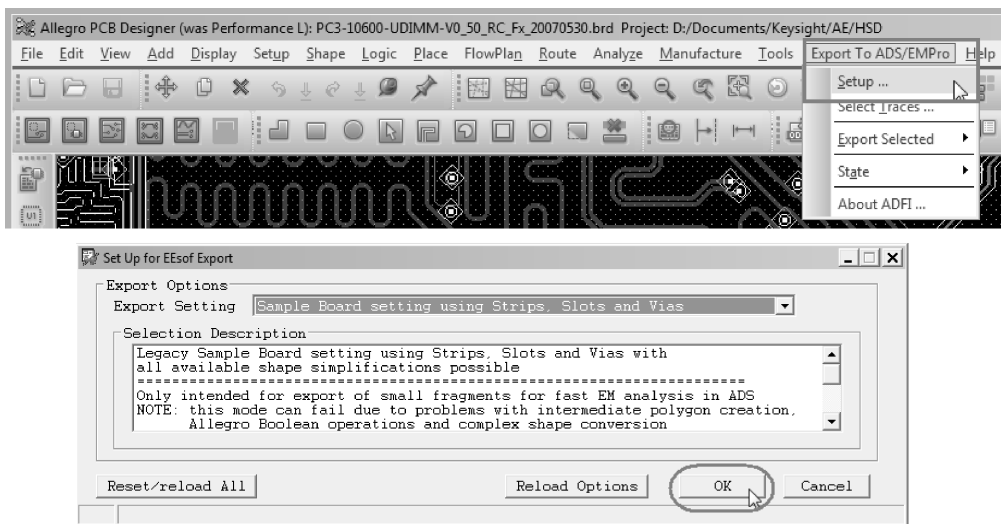 Allegro PCB Designer (was Performance L): PC3-10600-UDIMM-V0_50_RC_Fx_20070530.brd Project: D:/Documents/Keysight/AE/HSD
File Edit View Add Display Setup Shape Logic Place FlowPlan Route Analyze Manufacture Tools Export To ADS/EMPro Help
Setup ...
Select Traces ...
Export Selected
State
About ADFI ...
U1
Set Up for EEsof Export
Export Options
Export Setting Sample Board setting using Strips, Slots and Vias
Selection Description
Legacy Sample Board setting using Strips, Slots and Vias with
all available shape simplifications possible
======================================================================
Only intended for export of small fragments for fast EM analysis in ADS
NOTE: this mode can fail due to problems with intermediate polygon creation,
Allegro Boolean operations and complex shape conversion
Reset/reload All Reload Options OK Cancel